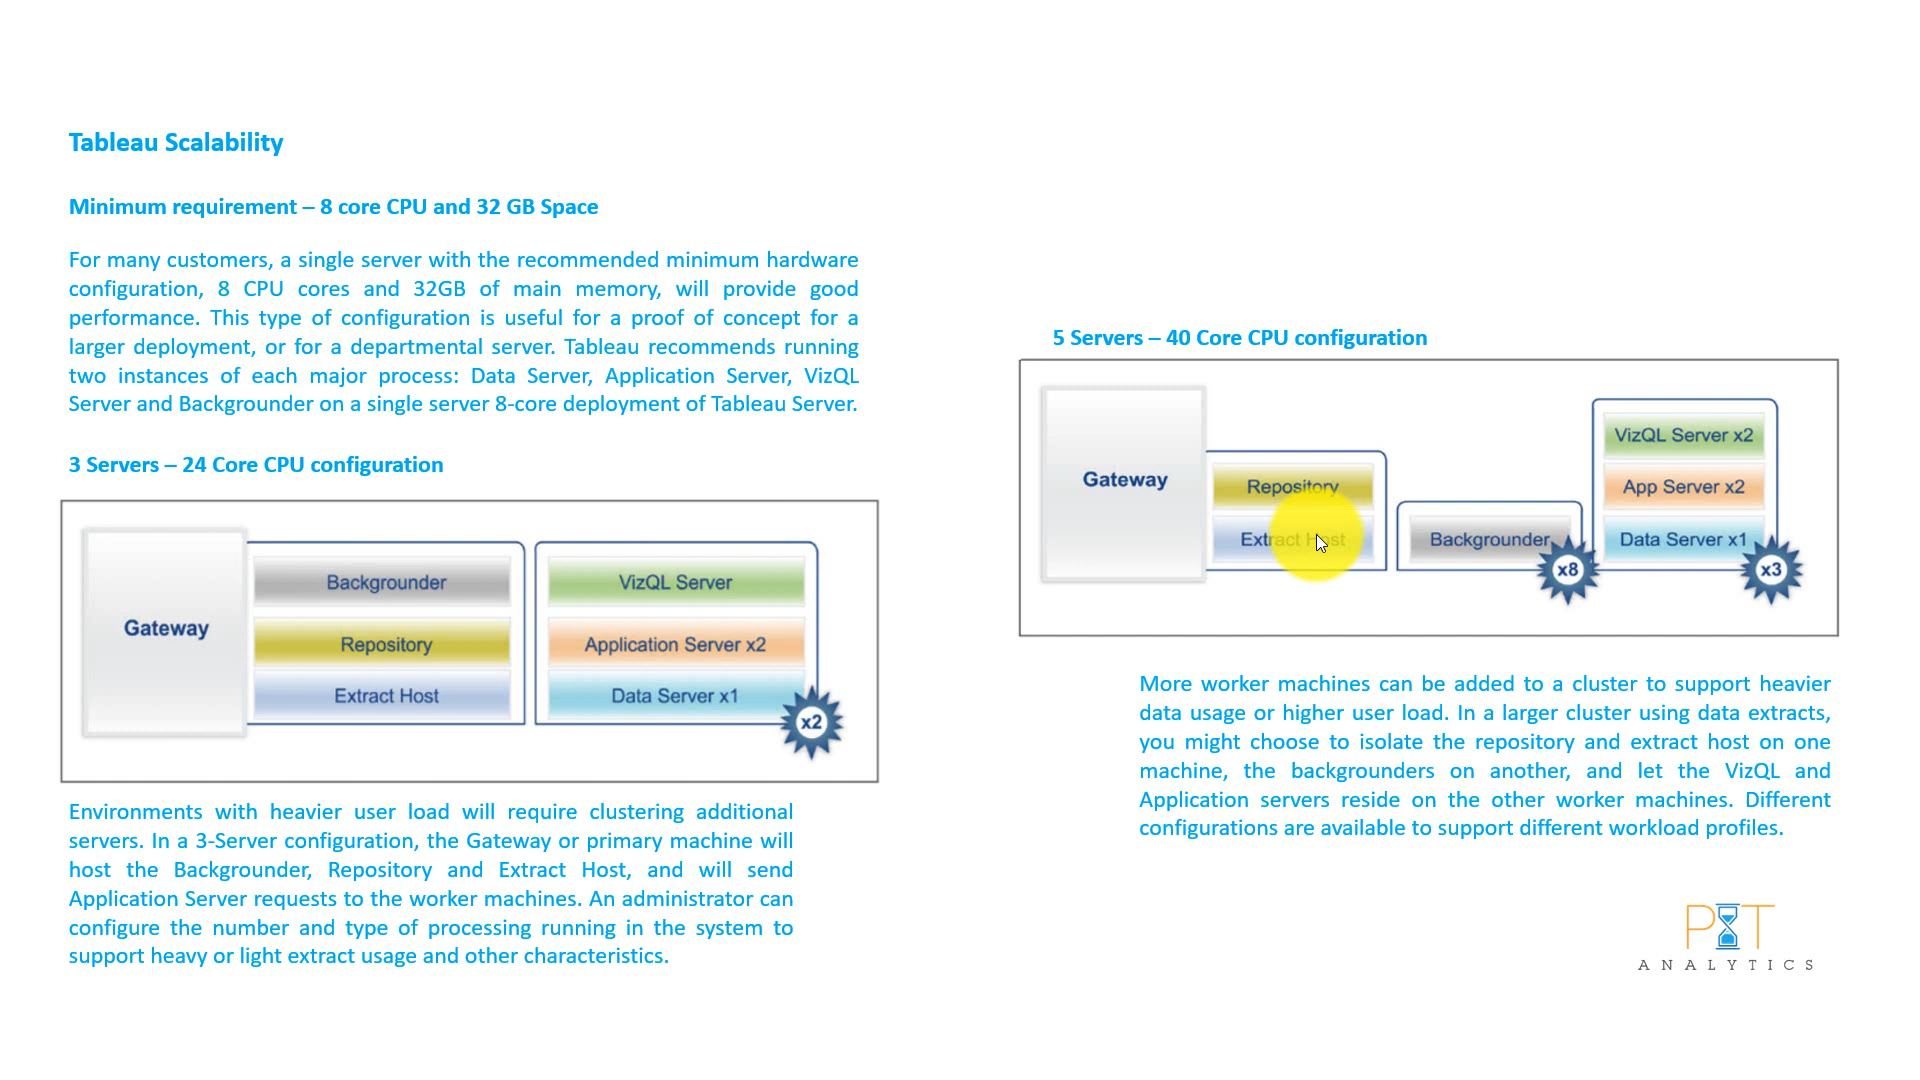 Tableau Scalability
Minimum requirement – 8 core CPU and 32 GB Space
For many customers, a single server with the recommended minimum hardware
configuration, 8 CPU cores and 32GB of main memory, will provide good
performance. This type of configuration is useful for a proof of concept for a
larger deployment, or for a departmental server. Tableau recommends running
two instances of each major process: Data Server, Application Server, VizQL
Server and Backgrounder on a single server 8-core deployment of Tableau Server.
3 Servers – 24 Core CPU configuration
Gateway
Backgrounder
Repository
Extract Host
VizQL Server
Application Server x2
Data Server x1
x2
Environments with heavier user load will require clustering additional
servers. In a 3-Server configuration, the Gateway or primary machine will
host the Backgrounder, Repository and Extract Host, and will send
Application Server requests to the worker machines. An administrator can
configure the number and type of processing running in the system to
support heavy or light extract usage and other characteristics.
5 Servers – 40 Core CPU configuration
Gateway
Repository
Extract Host
Backgrounder
x8
VizQL Server x2
App Server x2
Data Server x1
x3
More worker machines can be added to a cluster to support heavier
data usage or higher user load. In a larger cluster using data extracts,
you might choose to isolate the repository and extract host on one
machine, the backgrounders on another, and let the VizQL and
Application servers reside on the other worker machines. Different
configurations are available to support different workload profiles.
P T
ANALYTICS